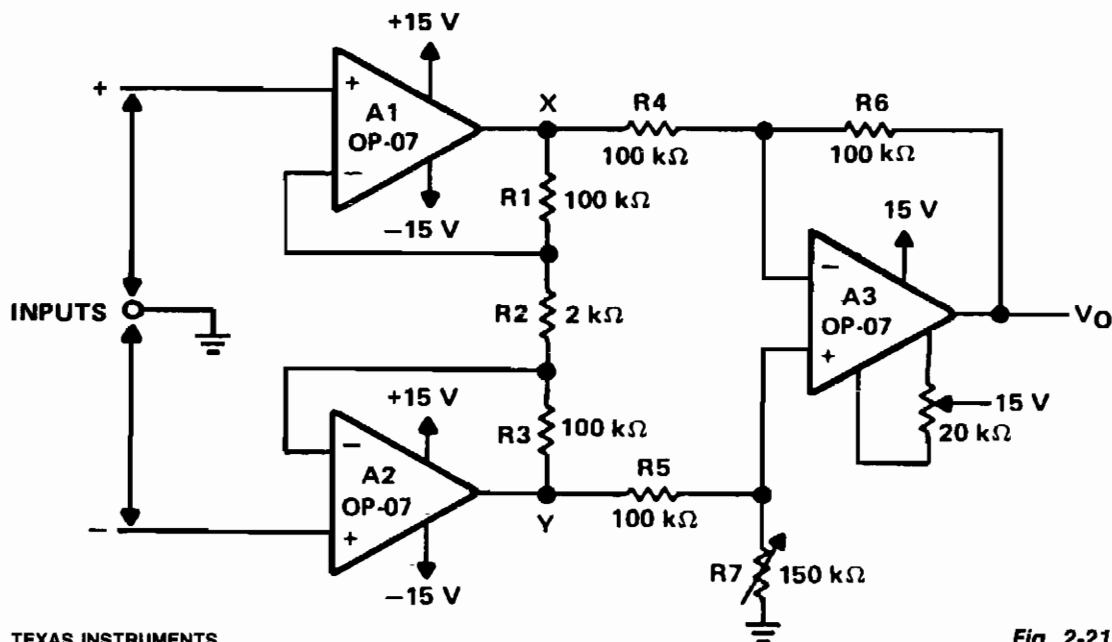 +15 V
+
+
A1
OP-07
−
−15 V
X
R4
100 kΩ
R6
100 kΩ
R1 100 kΩ
15 V
INPUTS
R2 2 kΩ
−
A3
OP-07
+
VO
15 V
20 kΩ
+15 V
−
A2
OP-07
+
−15 V
−
R3 100 kΩ
Y
R5
100 kΩ
R7 150 kΩ
TEXAS INSTRUMENTS
Fig. 2-21